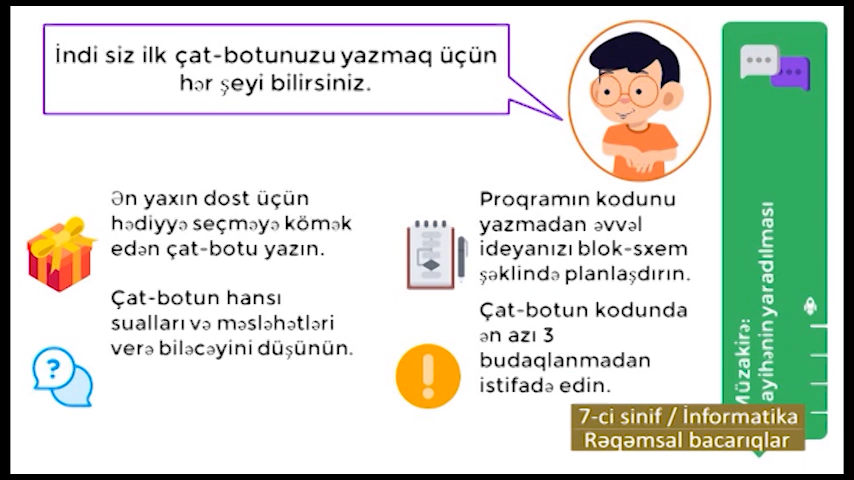 İndi siz ilk çat-botunuzu yazmaq üçün
hər şeyi bilirsiniz.
Ən yaxın dost üçün
hədiyyə seçməyə kömək
edən çat-botu yazın.
Çat-botun hansı
sualları və məsləhətləri
verə biləcəyini düşünün.
Proqramın kodunu
yazmadan əvvəl
ideyanızı blok-sxem
şəklində planlaşdırın.
Çat-botun kodunda
ən azı 3
budaqlanmadan
istifadə edin.
Müzakirə:
ayihənin yaradılması
7-ci sinif / İnformatika
Rəqəmsal bacarıqlar